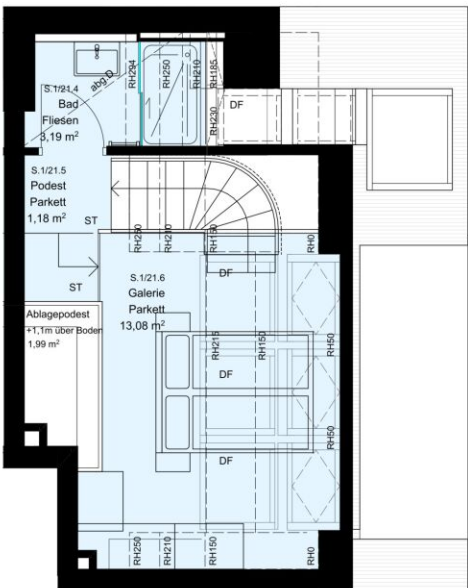 S.1/21.4
Bad
Fliesen
3,19 m²
abg.D.
RH294
RH250
RH210
RH185
RH230
DF
S.1/21.5
Podest
Parkett
1,18 m²
ST
ST
RH250
RH210
RH150
RH0
DF
S.1/21.6
Galerie
Parkett
13,08 m²
Ablagepodest
+1,1m über Boden
1,99 m²
RH215
RH150
RH50
DF
RH50
DF
RH250
RH210
RH150
RH0